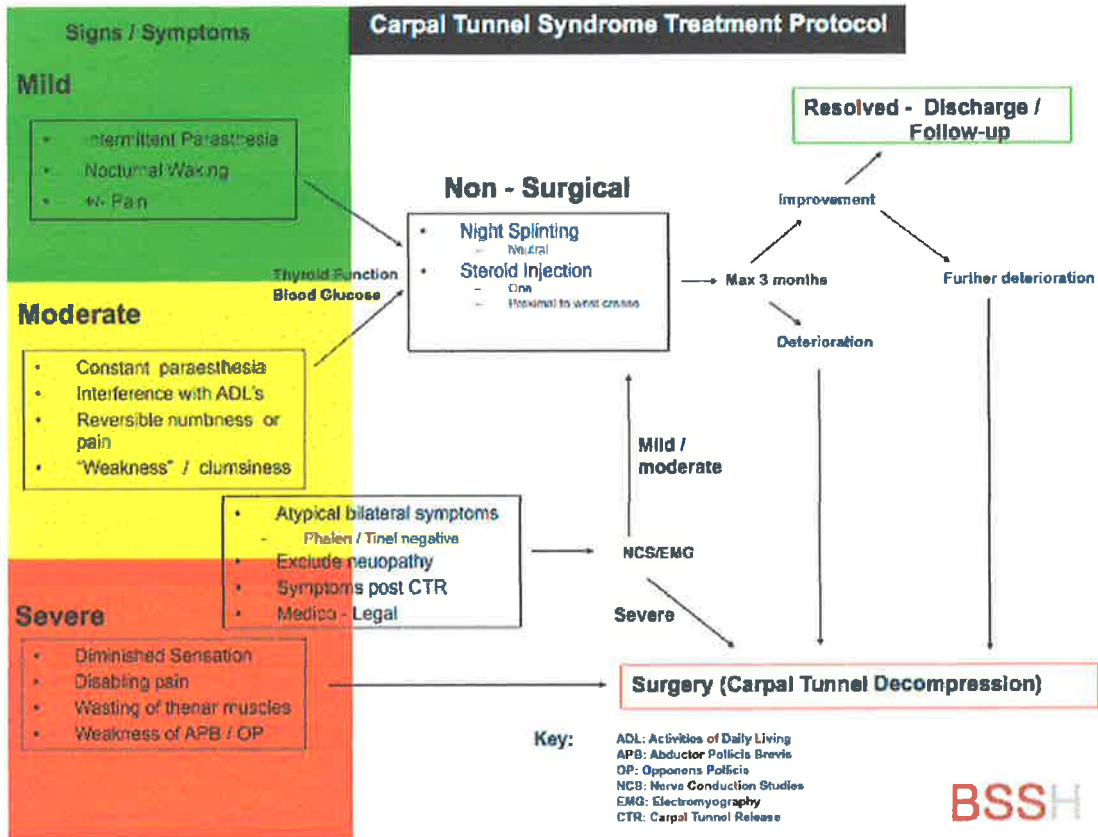 Signs / Symptoms
Carpal Tunnel Syndrome Treatment Protocol
Mild
• Intermittent Parasthesia
• Nocturnal Waking
• +/- Pain
Resolved - Discharge /
Follow-up
Non - Surgical
• Night Splinting
– Neutral
• Steroid Injection
– One
– Proximal to wrist crease
Improvement
Thyroid Function
Blood Glucose
Max 3 months
Further deterioration
Deterioration
Moderate
• Constant paraesthesia
• Interference with ADL's
• Reversible numbness or
pain
• "Weakness" / clumsiness
Mild /
moderate
• Atypical bilateral symptoms
- Phalen / Tinel negative
• Exclude neuopathy
• Symptoms post CTR
• Medico - Legal
NCS/EMG
Severe
Severe
• Diminished Sensation
• Disabling pain
• Wasting of thenar muscles
• Weakness of APB / OP
Surgery (Carpal Tunnel Decompression)
Key:
ADL: Activities of Daily Living
APB: Abductor Pollicis Brevis
OP: Opponens Pollicis
NCS: Nerve Conduction Studies
EMG: Electromyography
CTR: Carpal Tunnel Release
BSSH